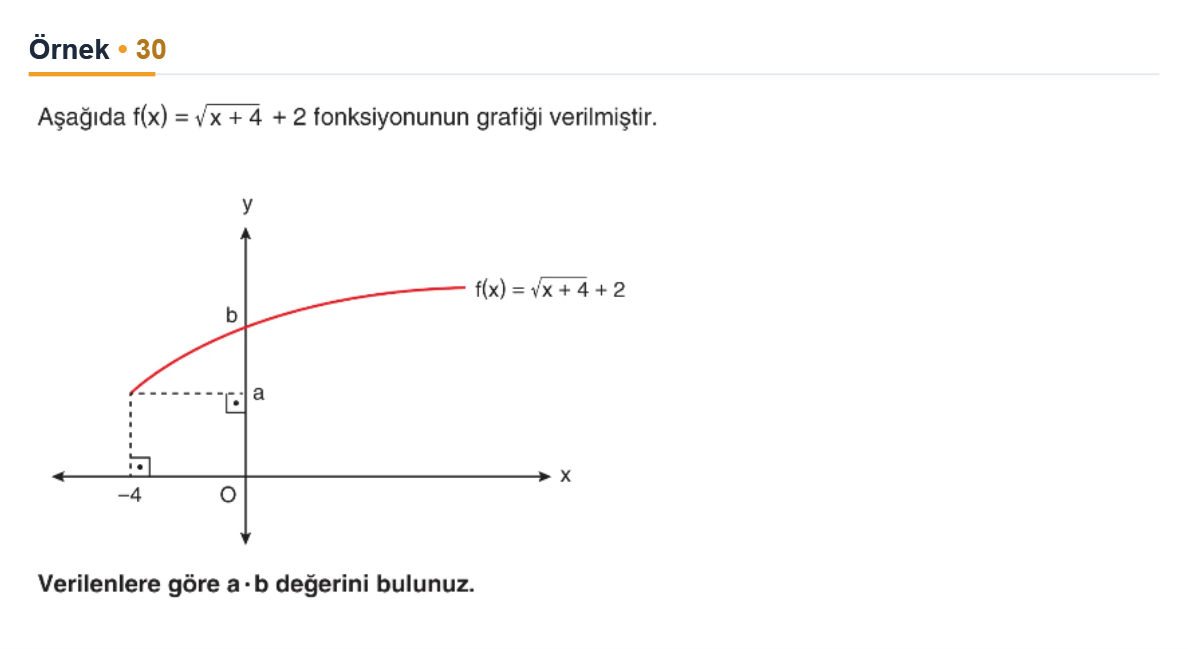 Örnek • 30
Aşağıda f(x) = √x + 4 + 2 fonksiyonunun grafiği verilmiştir.
y
f(x) = √x + 4 + 2
b
a
x
−4
O
Verilenlere göre a · b değerini bulunuz.